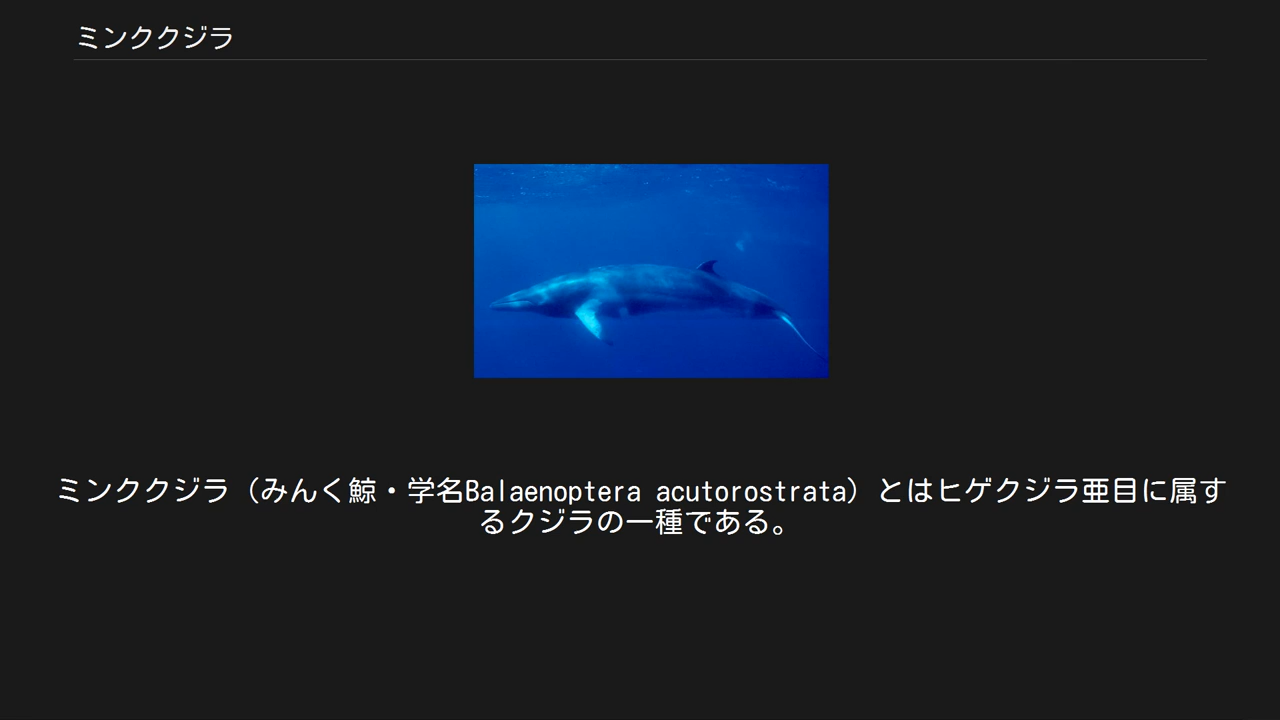 ミンククジラ
ミンククジラ（みんく鯨・学名Balaenoptera acutorostrata）とはヒゲクジラ亜目に属す
るクジラの一種である。